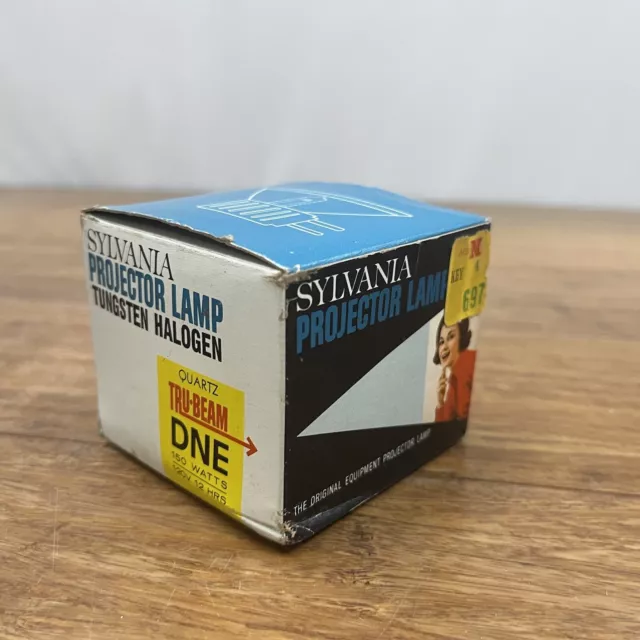 SYLVANIA
PROJECTOR LAMP
TUNGSTEN HALOGEN
QUARTZ
TRU-BEAM
DNE
150 WATTS
120V 12 HRS
SYLVANIA
PROJECTOR LAMP
697
THE ORIGINAL EQUIPMENT PROJECTOR LAMP